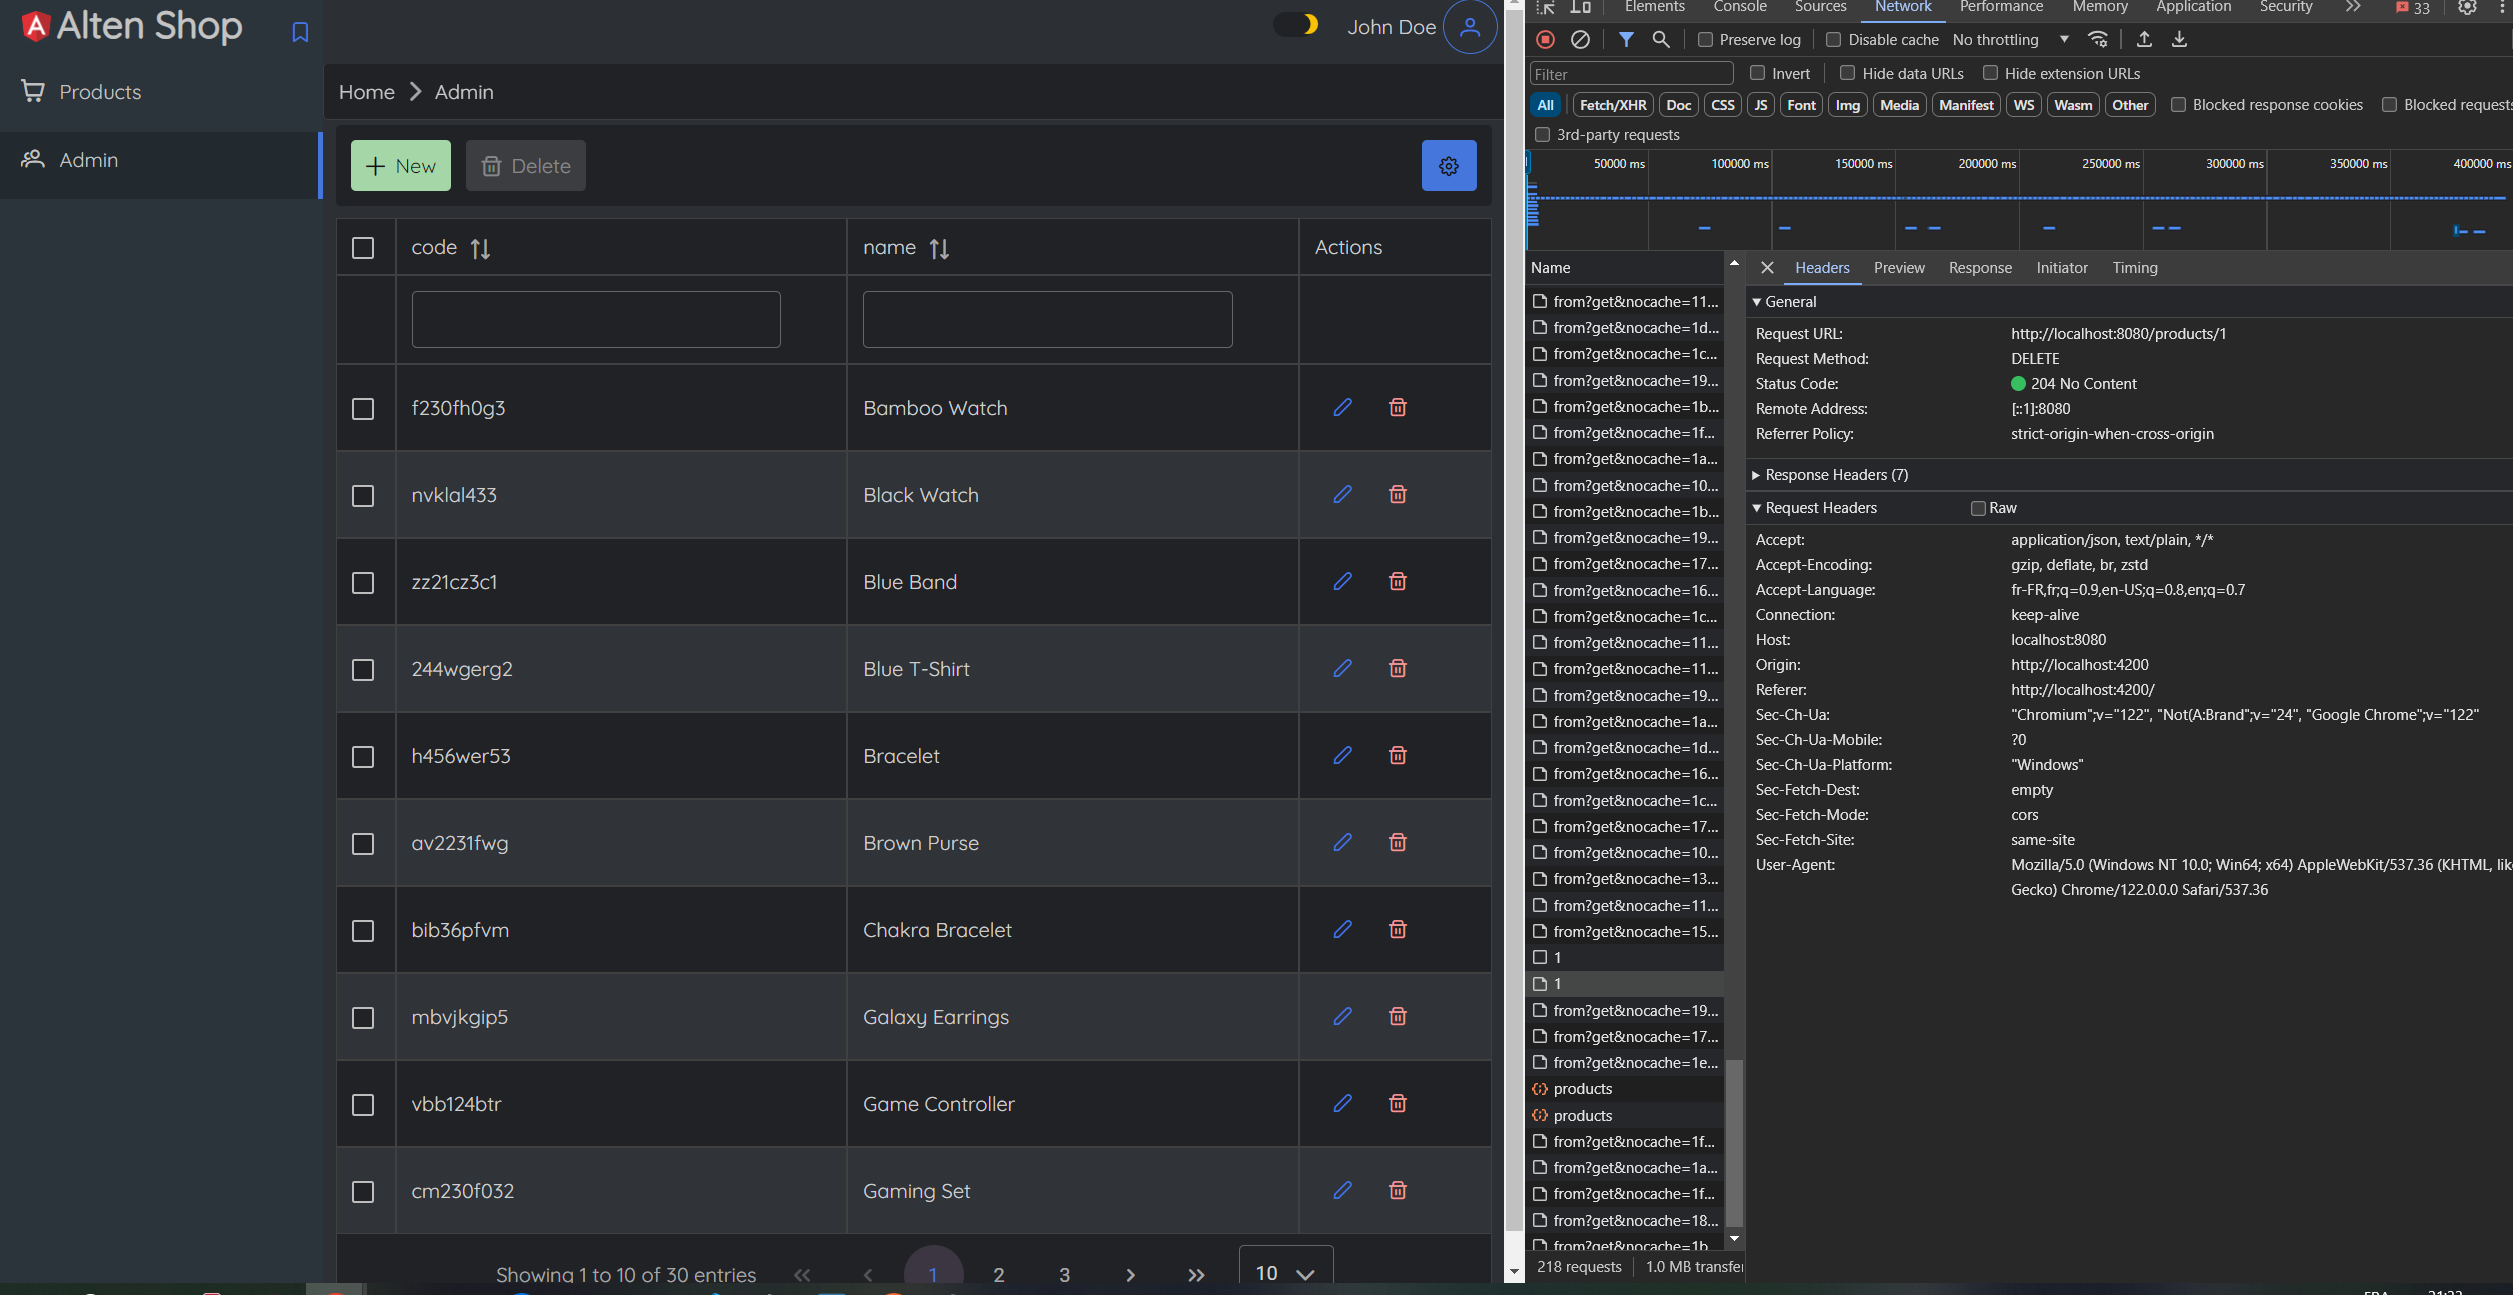 Alten Shop
Products
Admin
John Doe
Home Admin
New
Delete
code
name
Actions
f230fh0g3 Bamboo Watch
nvklal433 Black Watch
zz21cz3c1 Blue Band
244wgerg2 Blue T-Shirt
h456wer53 Bracelet
av2231fwg Brown Purse
bib36pfvm Chakra Bracelet
mbvjkgip5 Galaxy Earrings
vbb124btr Game Controller
cm230f032 Gaming Set
Showing 1 to 10 of 30 entries « ‹ 1 2 3 › » 10
Elements Console Sources Network Performance Memory Application Security 33
Preserve log Disable cache No throttling
Filter Invert Hide data URLs Hide extension URLs
All Fetch/XHR Doc CSS JS Font Img Media Manifest WS Wasm Other Blocked response cookies Blocked requests
3rd-party requests
50000 ms 100000 ms 150000 ms 200000 ms 250000 ms 300000 ms 350000 ms 400000 ms
Name
from?get&nocache=11...
from?get&nocache=1d...
from?get&nocache=1c...
from?get&nocache=19...
from?get&nocache=1b...
from?get&nocache=1f...
from?get&nocache=1a...
from?get&nocache=10...
from?get&nocache=1b...
from?get&nocache=19...
from?get&nocache=17...
from?get&nocache=16...
from?get&nocache=1c...
from?get&nocache=11...
from?get&nocache=11...
from?get&nocache=19...
from?get&nocache=1a...
from?get&nocache=1d...
from?get&nocache=16...
from?get&nocache=1c...
from?get&nocache=17...
from?get&nocache=10...
from?get&nocache=13...
from?get&nocache=11...
from?get&nocache=15...
1
1
from?get&nocache=19...
from?get&nocache=17...
from?get&nocache=1e...
products
products
from?get&nocache=1f...
from?get&nocache=1a...
from?get&nocache=1f...
from?get&nocache=18...
from?get&nocache=1b
218 requests 1.0 MB transfer
Headers Preview Response Initiator Timing
General
Request URL: http://localhost:8080/products/1
Request Method: DELETE
Status Code: 204 No Content
Remote Address: [::1]:8080
Referrer Policy: strict-origin-when-cross-origin
Response Headers (7)
Request Headers Raw
Accept: application/json, text/plain, */*
Accept-Encoding: gzip, deflate, br, zstd
Accept-Language: fr-FR,fr;q=0.9,en-US;q=0.8,en;q=0.7
Connection: keep-alive
Host: localhost:8080
Origin: http://localhost:4200
Referer: http://localhost:4200/
Sec-Ch-Ua: "Chromium";v="122", "Not(A:Brand";v="24", "Google Chrome";v="122"
Sec-Ch-Ua-Mobile: ?0
Sec-Ch-Ua-Platform: "Windows"
Sec-Fetch-Dest: empty
Sec-Fetch-Mode: cors
Sec-Fetch-Site: same-site
User-Agent: Mozilla/5.0 (Windows NT 10.0; Win64; x64) AppleWebKit/537.36 (KHTML, lik
Gecko) Chrome/122.0.0.0 Safari/537.36